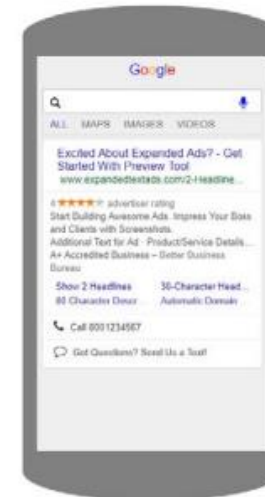 Google
ALL MAPS IMAGES VIDEOS
Excited About Expanded Ads? - Get
Started With Preview Tool
www.expandedtextads.com/2-Headline...
4 ★★★★★ advertiser rating
Start Building Awesome Ads. Impress Your Boss
and Clients with Screenshots.
Additional Text for Ad · Product/Service Details...
A+ Accredited Business – Better Business
Bureau
Show 2 Headlines 30-Character Head...
80 Character Descr... Automatic Domain
Call 0001234567
Got Questions? Send Us a Text!